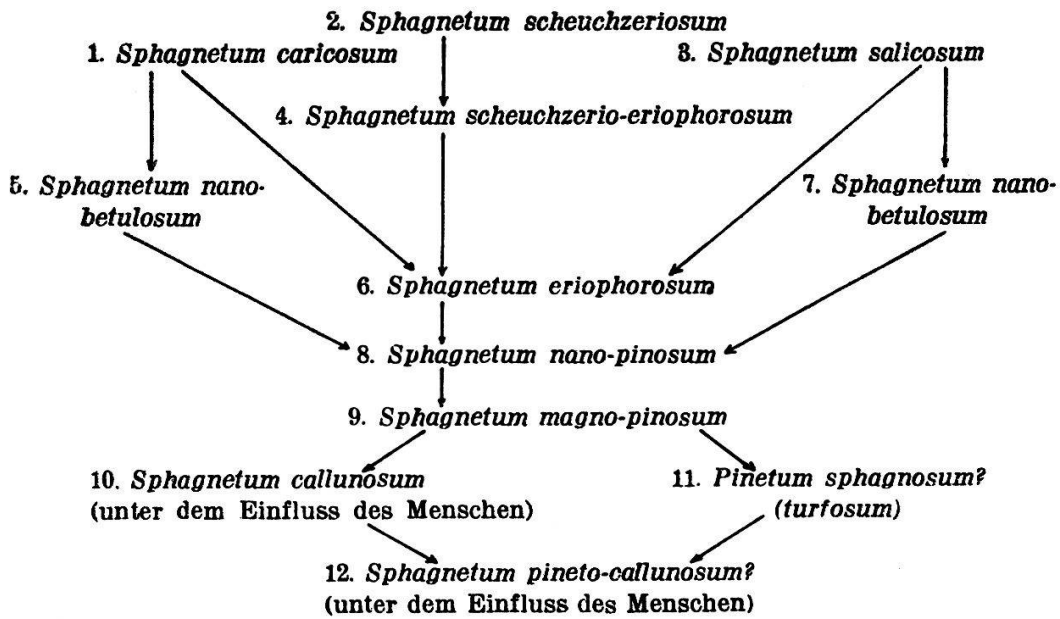 2. Sphagnetum scheuchzeriosum
1. Sphagnetum caricosum
3. Sphagnetum salicosum
4. Sphagnetum scheuchzerio-eriophorosum
5. Sphagnetum nano-
betulosum
7. Sphagnetum nano-
betulosum
6. Sphagnetum eriophorosum
8. Sphagnetum nano-pinosum
9. Sphagnetum magno-pinosum
10. Sphagnetum callunosum
(unter dem Einfluss des Menschen)
11. Pinetum sphagnosum?
(turfosum)
12. Sphagnetum pineto-callunosum?
(unter dem Einfluss des Menschen)